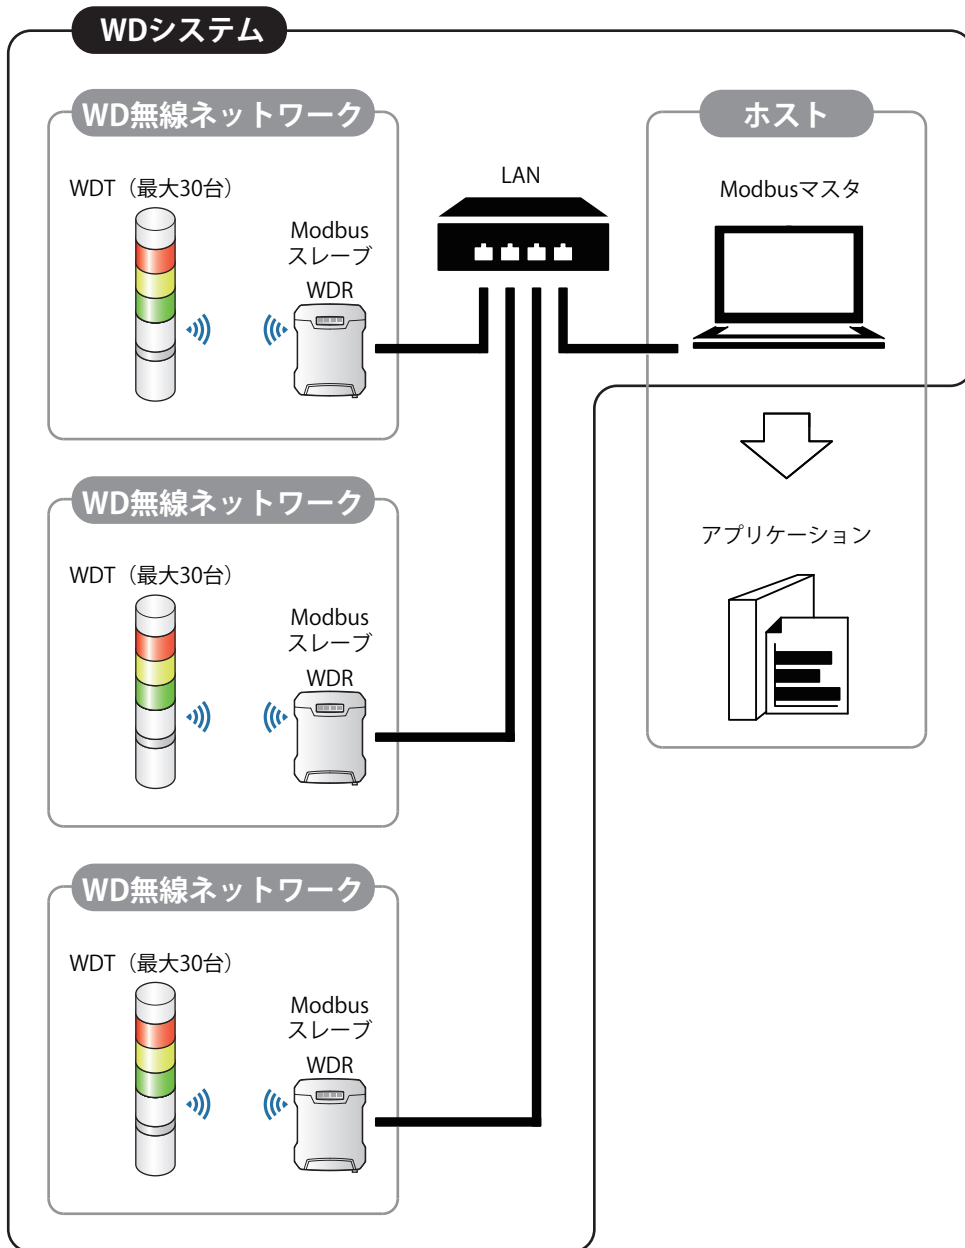 WDシステム
WD無線ネットワーク
WDT（最大30台）
Modbus
スレーブ
WDR
LAN
ホスト
Modbusマスタ
アプリケーション
WD無線ネットワーク
WDT（最大30台）
Modbus
スレーブ
WDR
WD無線ネットワーク
WDT（最大30台）
Modbus
スレーブ
WDR